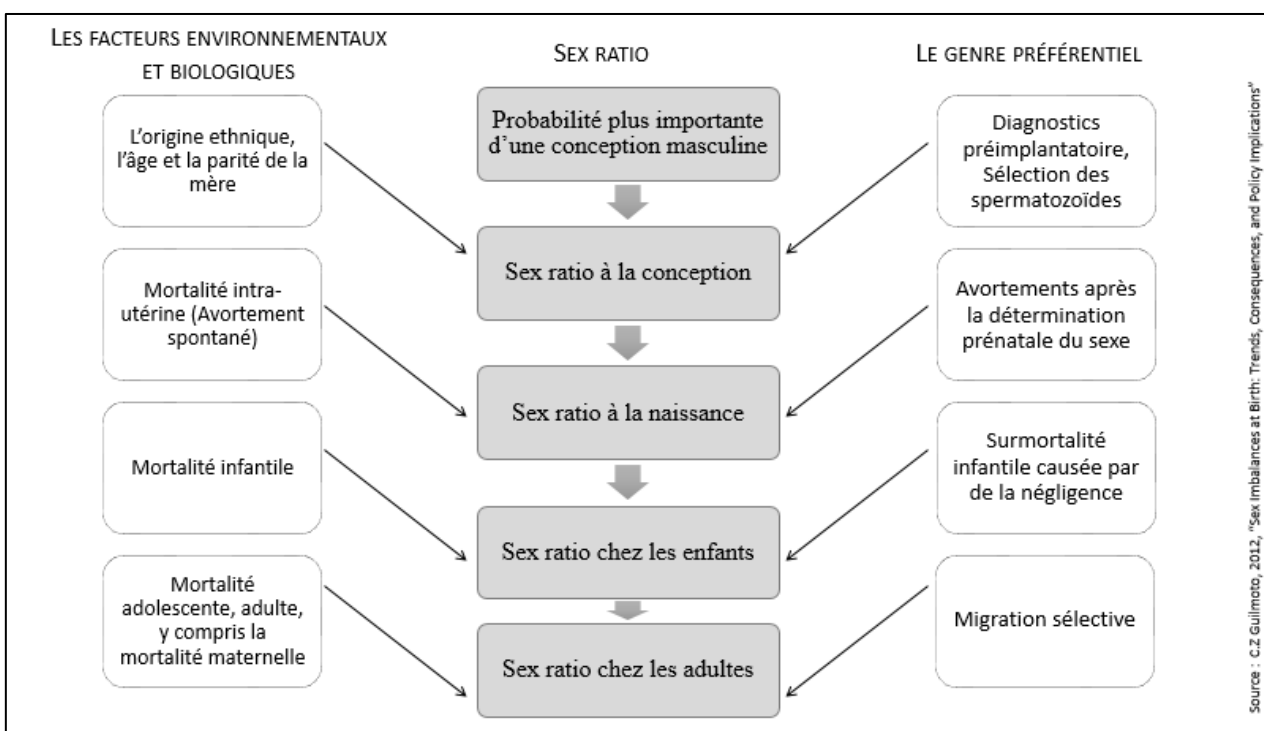 LES FACTEURS ENVIRONNEMENTAUX
ET BIOLOGIQUES
SEX RATIO
LE GENRE PRÉFÉRENTIEL
L'origine ethnique,
l'âge et la parité de la
mère
Probabilité plus importante
d'une conception masculine
Diagnostics
préimplantatoire,
Sélection des
spermatozoïdes
Sex ratio à la conception
Mortalité intra-
utérine (Avortement
spontané)
Avortements après
la détermination
prénatale du sexe
Sex ratio à la naissance
Mortalité infantile
Surmortalité
infantile causée par
de la négligence
Sex ratio chez les enfants
Mortalité
adolescente, adulte,
y compris la
mortalité maternelle
Migration sélective
Sex ratio chez les adultes
Source : C.Z Guilmoto, 2012, "Sex Imbalances at Birth: Trends, Consequences, and Policy Implications"